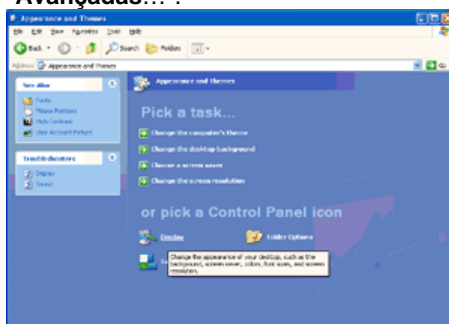 Avançadas... .
Appearance and Themes
File Edit View Favorites Tools Help
Back Search Folders
Address Appearance and Themes Go
See Also
Fonts
Mouse Pointers
High Contrast
User Account Picture
Troubleshooters
Display
Sound
Appearance and Themes
Pick a task...
Change the computer's theme
Change the desktop background
Choose a screen saver
Change the screen resolution
or pick a Control Panel icon
Display Folder Options
Change the appearance of your desktop, such as the
background, screen saver, colors, font sizes, and screen
resolution.